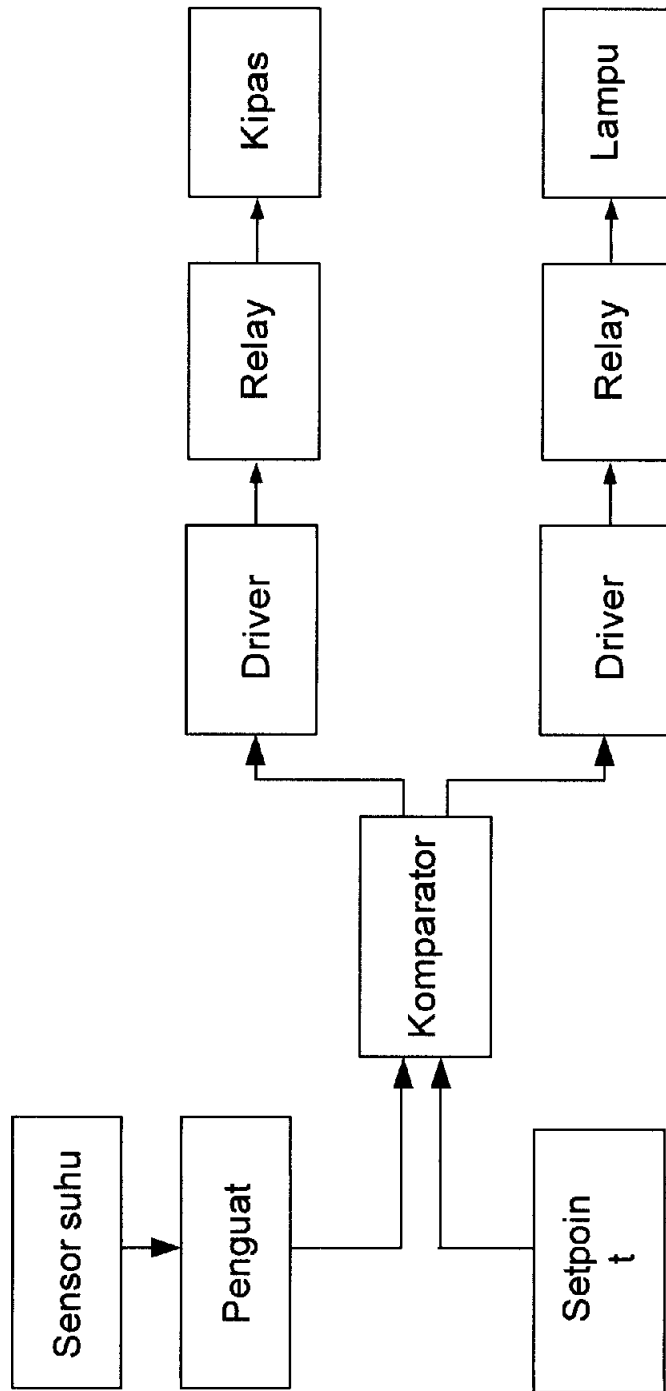 Sensor suhu
Penguat
Driver
Relay
Kipas
Komparator
Setpoin
t
Driver
Relay
Lampu